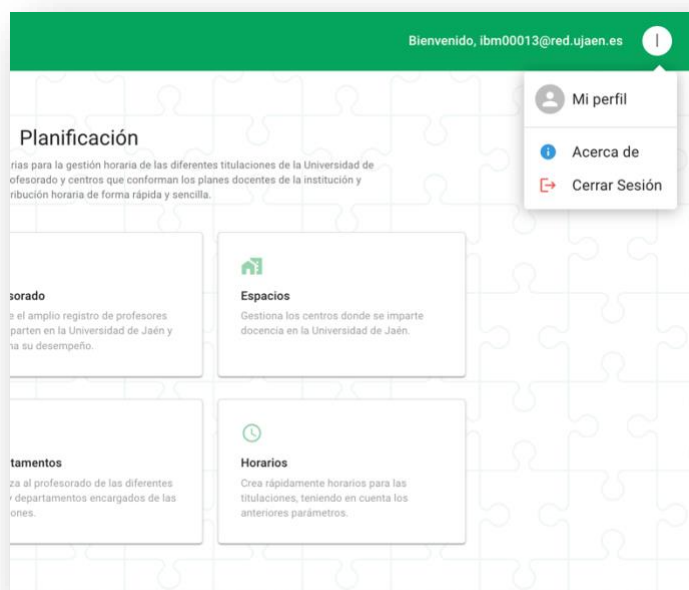 Bienvenido, ibm00013@red.ujaen.es
I
Mi perfil
Acerca de
Cerrar Sesión
Planificación
rias para la gestión horaria de las diferentes titulaciones de la Universidad de
ofesorado y centros que conforman los planes docentes de la institución y
ribución horaria de forma rápida y sencilla.
sorado
e el amplio registro de profesores
parten en la Universidad de Jaén y
na su desempeño.
Espacios
Gestiona los centros donde se imparte
docencia en la Universidad de Jaén.
tamentos
za al profesorado de las diferentes
y departamentos encargados de las
ones.
Horarios
Crea rápidamente horarios para las
titulaciones, teniendo en cuenta los
anteriores parámetros.